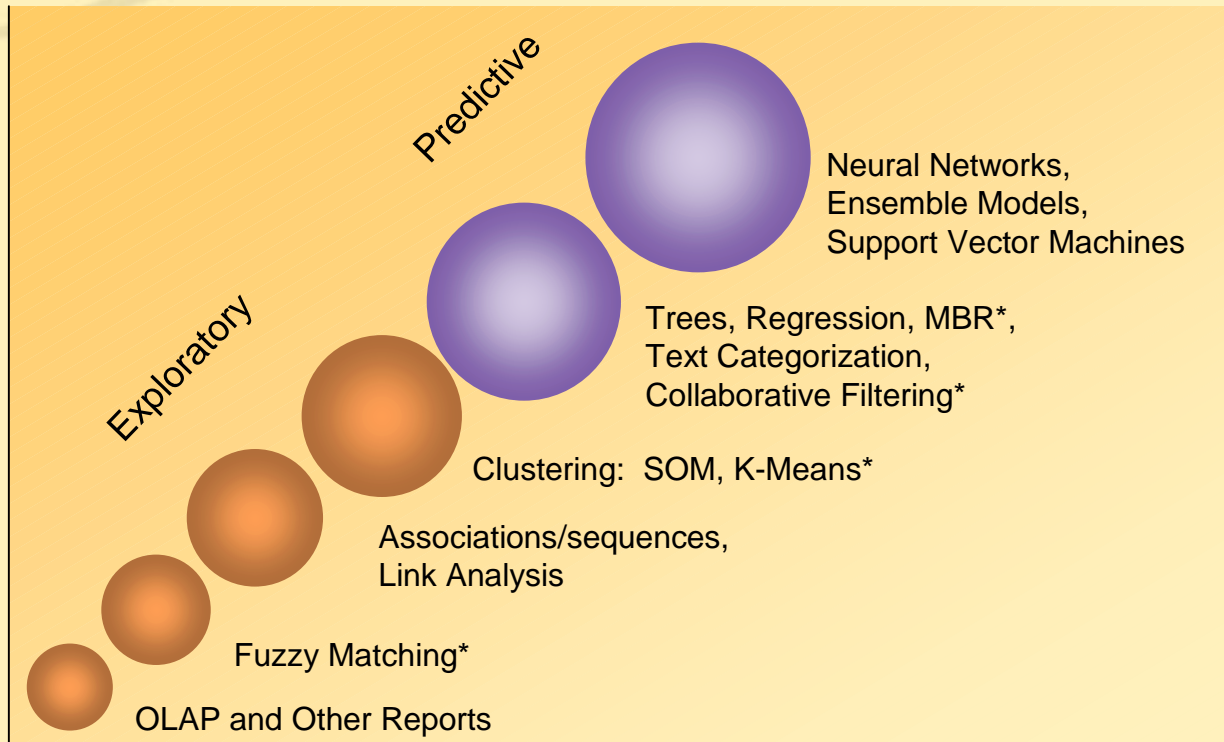 Predictive
Neural Networks,
Ensemble Models,
Support Vector Machines
Exploratory
Trees, Regression, MBR*,
Text Categorization,
Collaborative Filtering*
Clustering:  SOM, K-Means*
Associations/sequences,
Link Analysis
Fuzzy Matching*
OLAP and Other Reports